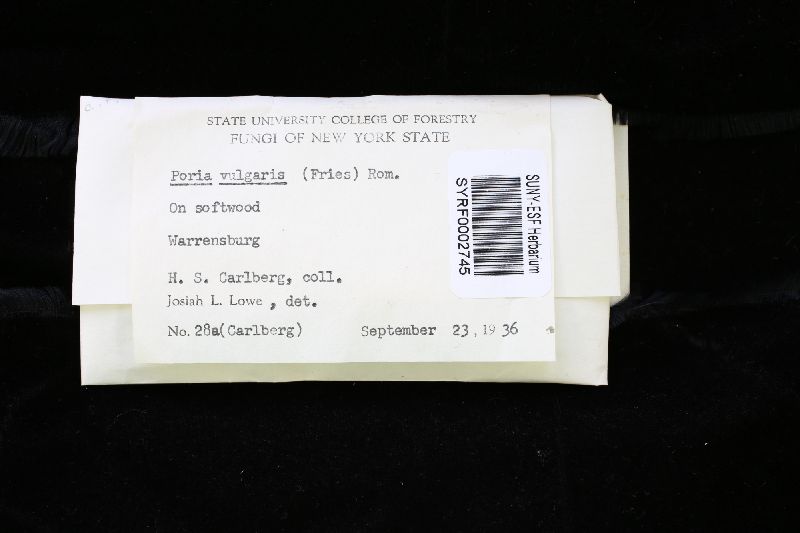 STATE UNIVERSITY COLLEGE OF FORESTRY
FUNGI OF NEW YORK STATE
Poria vulgaris (Fries) Rom.
On softwood
Warrensburg
H. S. Carlberg, coll.
Josiah L. Lowe, det.
No. 28a(Carlberg) September 23, 1936
SUNY-ESF Herbarium
SYRF0002745